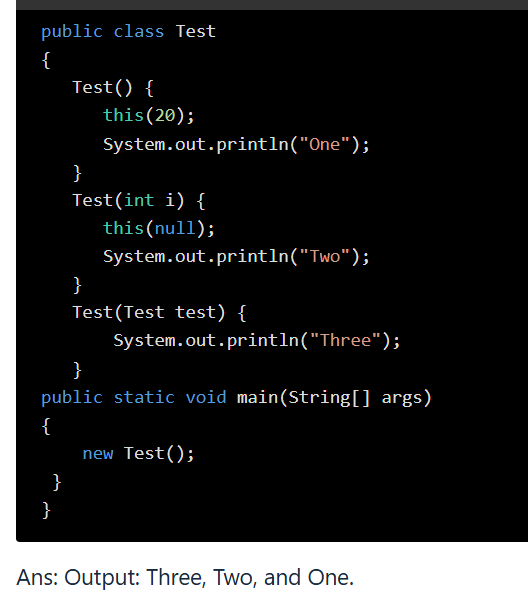 public class Test
{
Test() {
this(20);
System.out.println("One");
}
Test(int i) {
this(null);
System.out.println("Two");
}
Test(Test test) {
System.out.println("Three");
}
public static void main(String[] args)
{
new Test();
}
}
Ans: Output: Three, Two, and One.